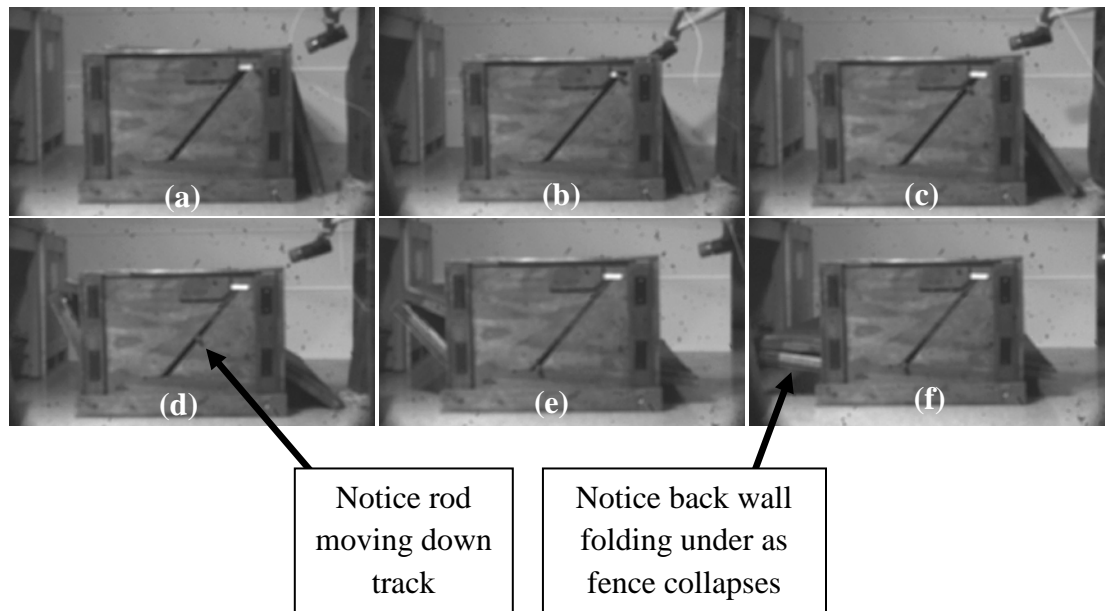 (a)
(b)
(c)
(d)
(e)
(f)
Notice rod
moving down
track
Notice back wall
folding under as
fence collapses